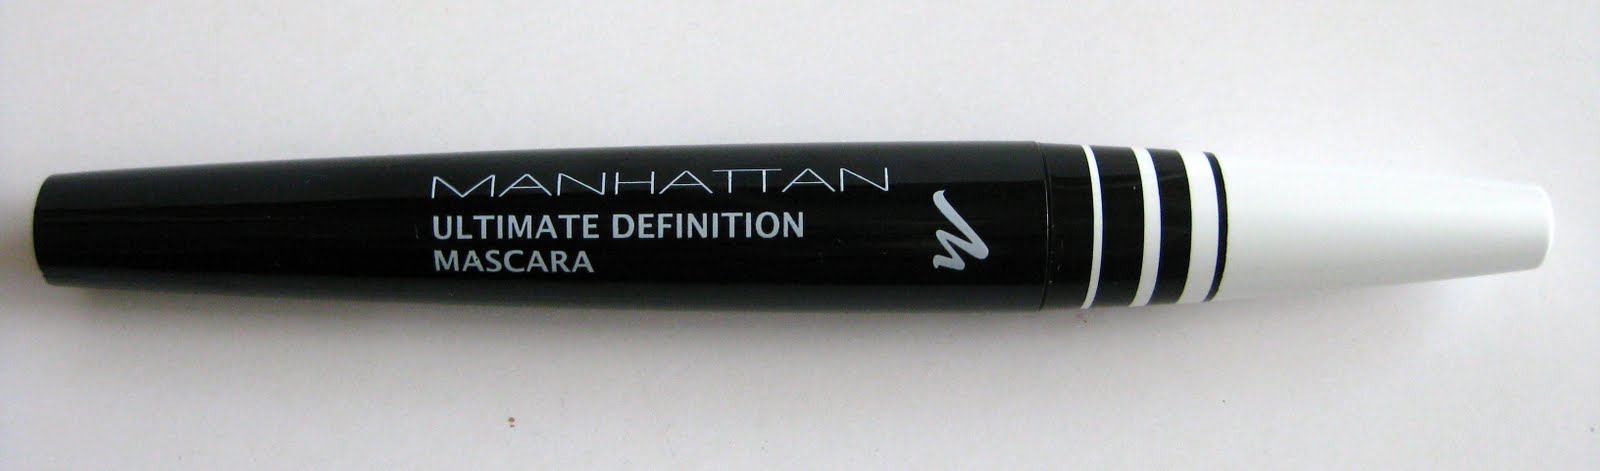 MANHATTAN
ULTIMATE DEFINITION
MASCARA
M